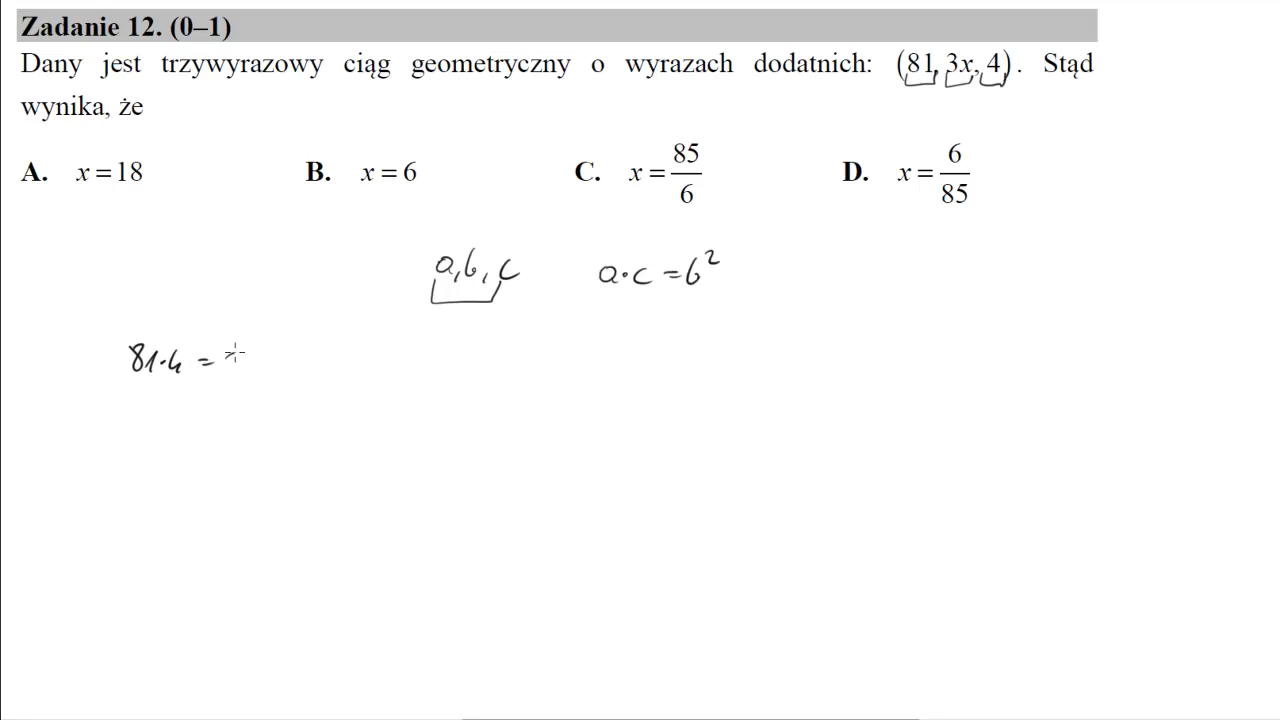 Zadanie 12. (0–1)
Dany jest trzywyrazowy ciąg geometryczny o wyrazach dodatnich: (81, 3x, 4). Stąd
wynika, że
A. x = 18 B. x = 6 C. x = 85/6 D. x = 6/85
a, b, c a·c = b²
81·4 =